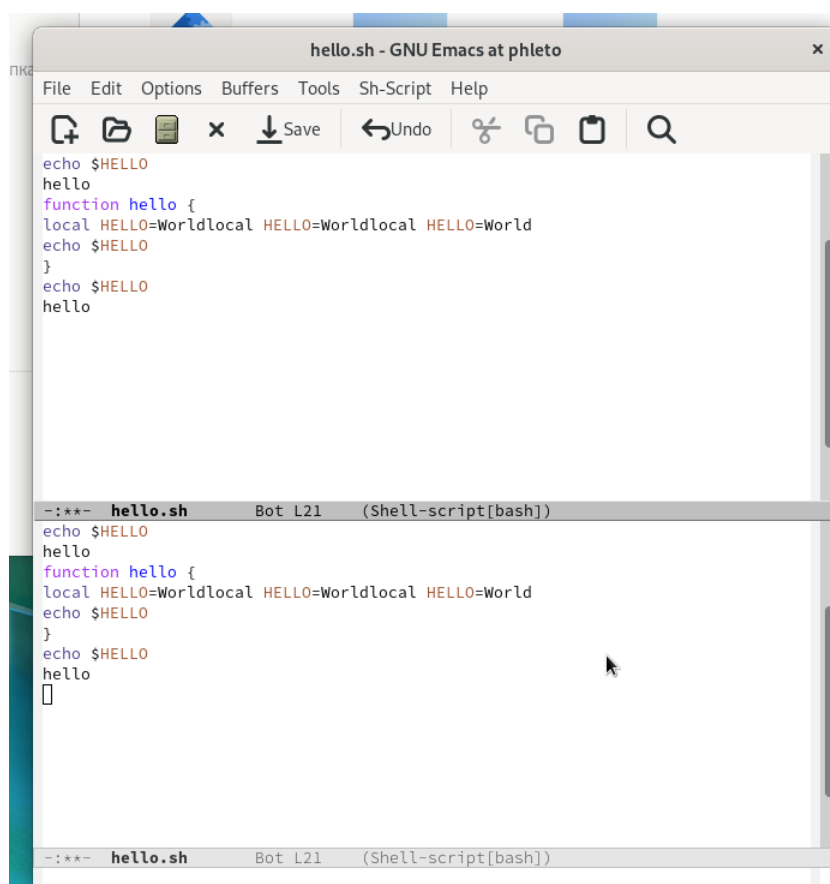 hello.sh - GNU Emacs at phleto
пка
File Edit Options Buffers Tools Sh-Script Help
Save Undo
echo $HELLO
hello
function hello {
local HELLO=Worldlocal HELLO=Worldlocal HELLO=World
echo $HELLO
}
echo $HELLO
hello
-:**- hello.sh Bot L21 (Shell-script[bash])
echo $HELLO
hello
function hello {
local HELLO=Worldlocal HELLO=Worldlocal HELLO=World
echo $HELLO
}
echo $HELLO
hello
-:**- hello.sh Bot L21 (Shell-script[bash])